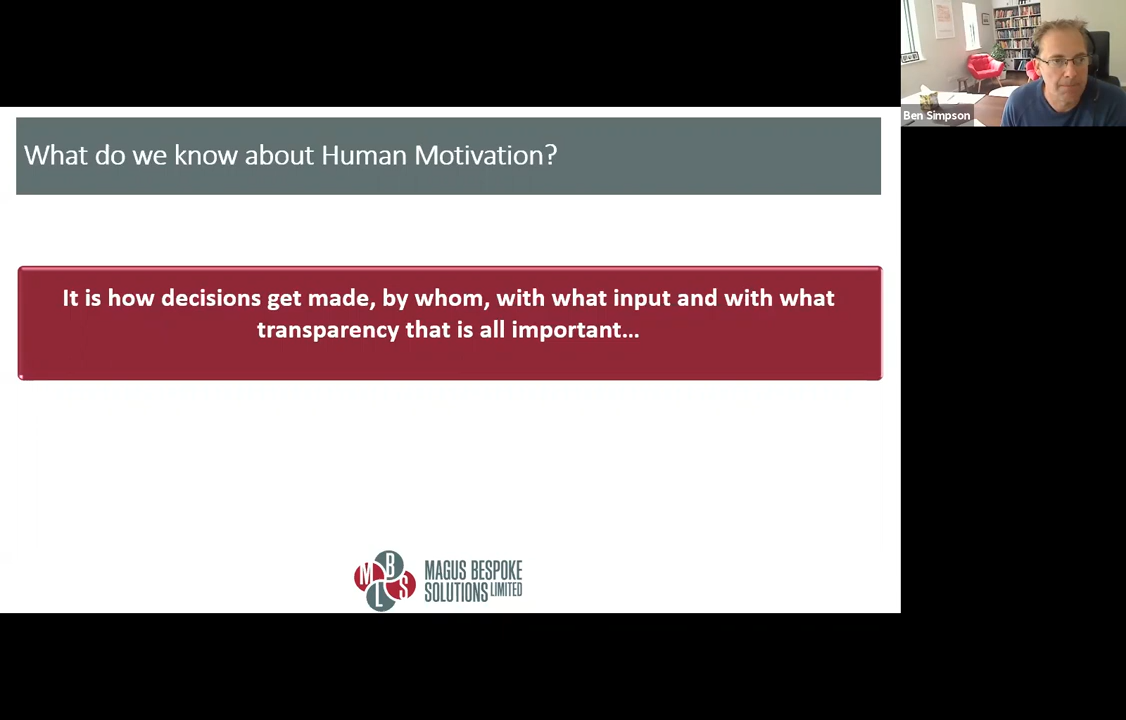 Ben Simpson
What do we know about Human Motivation?
It is how decisions get made, by whom, with what input and with what
transparency that is all important...
M B L S
MAGUS BESPOKE
SOLUTIONS LIMITED